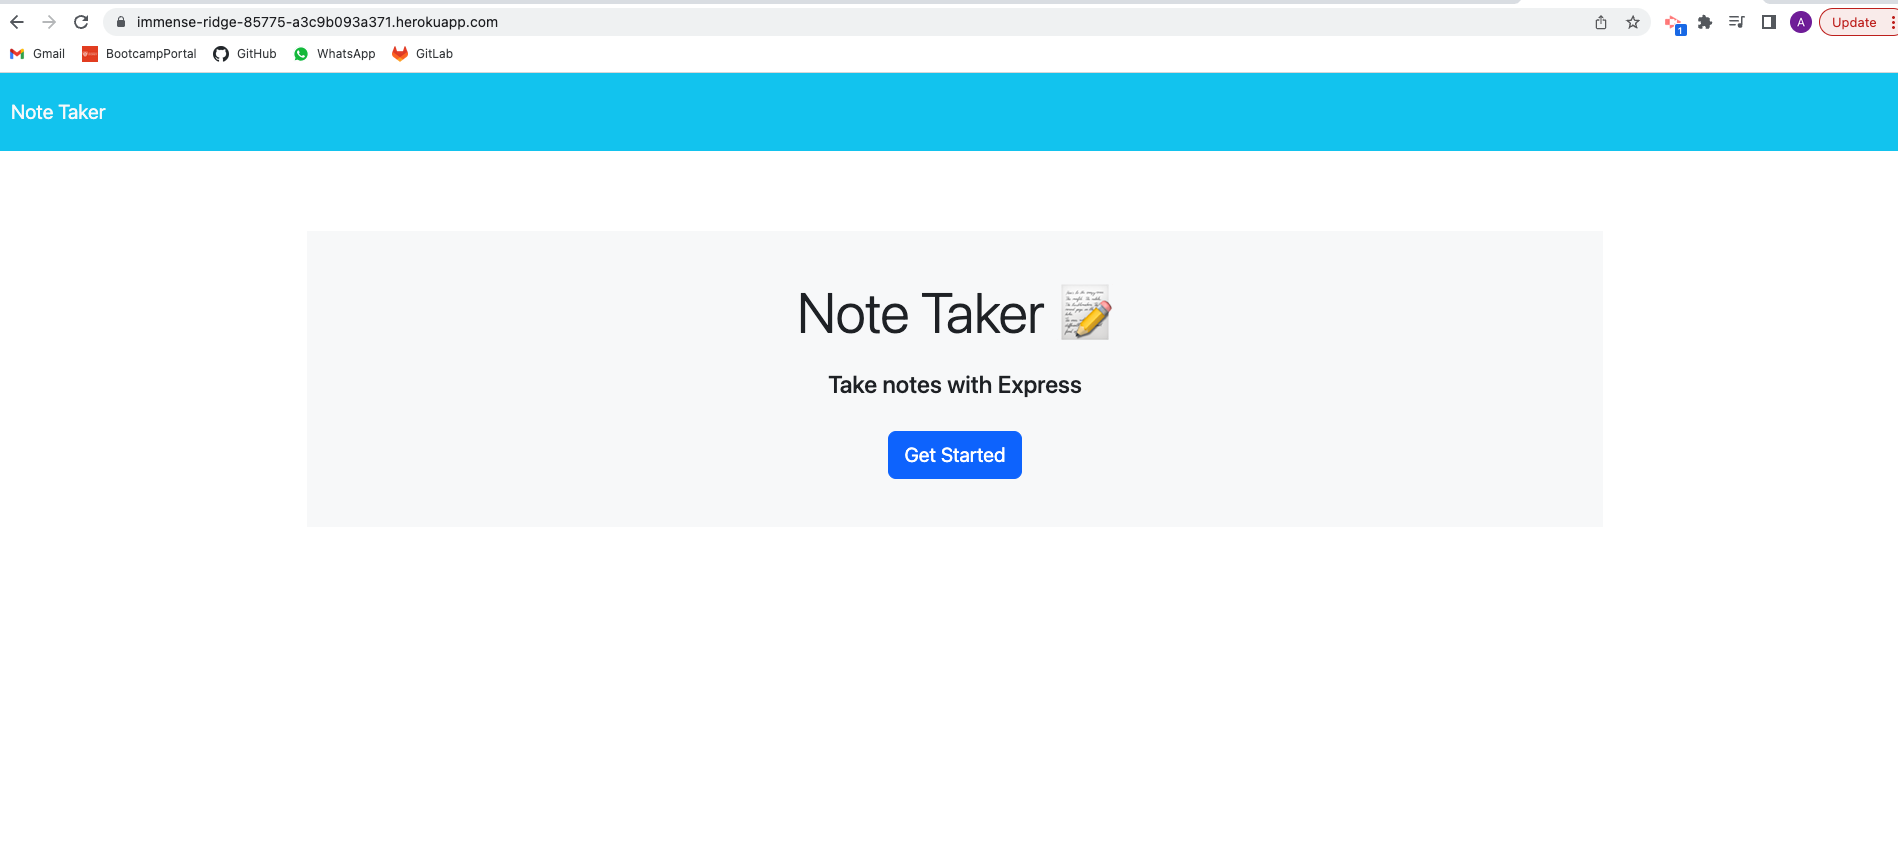 immense-ridge-85775-a3c9b093a371.herokuapp.com
1
A
Update
Gmail
BootcampPortal
GitHub
WhatsApp
GitLab
Note Taker
Note Taker
Take notes with Express
Get Started